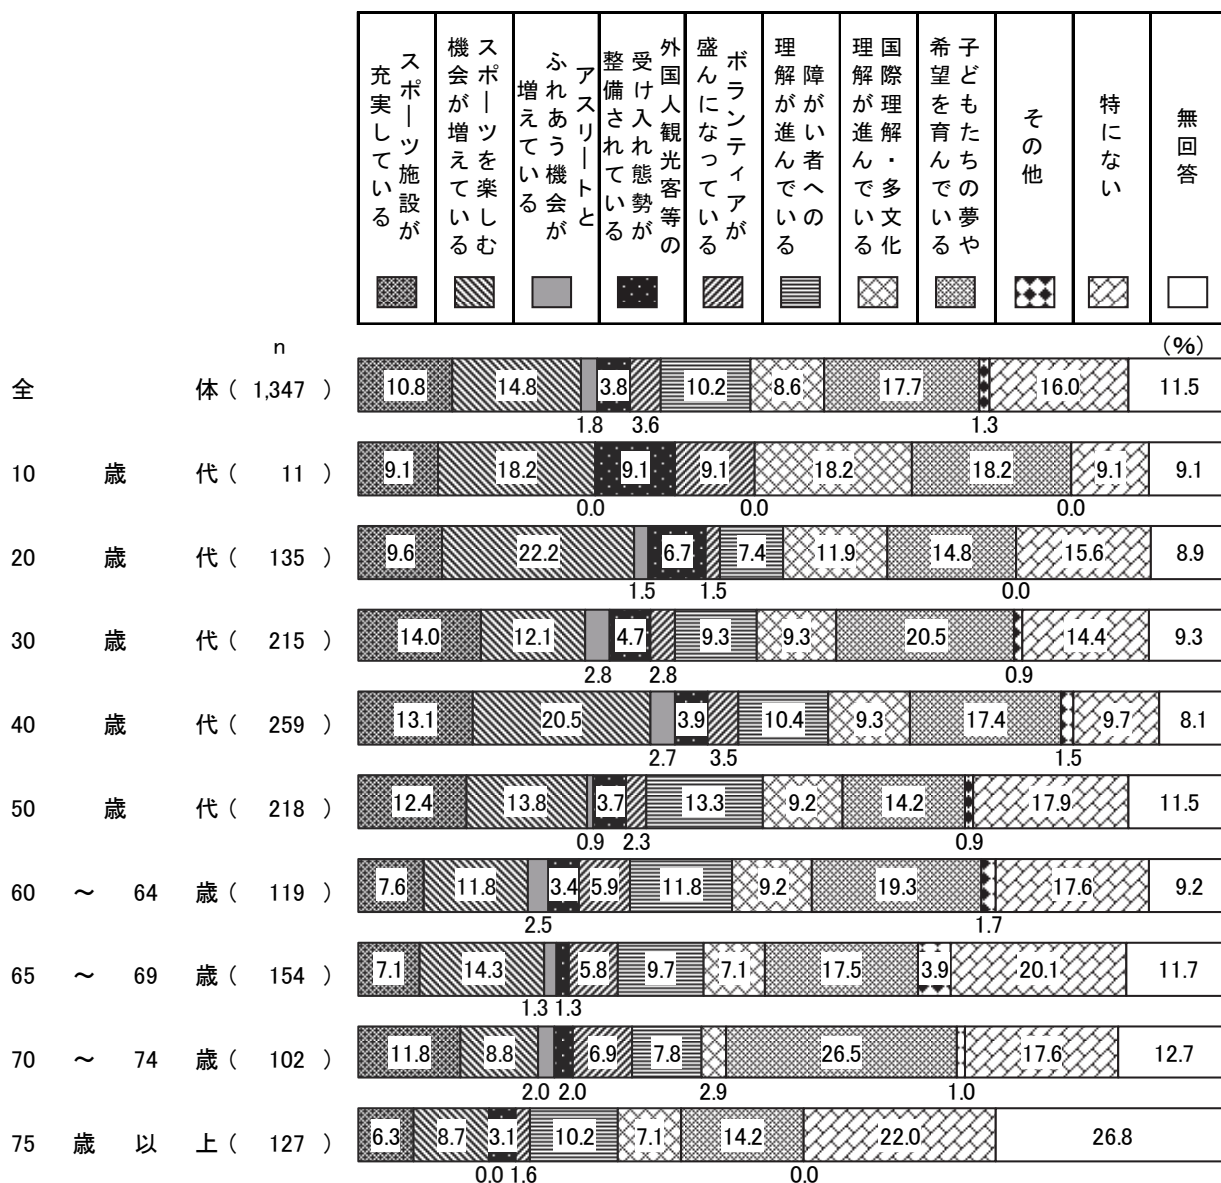 スポーツ施設が
充実している
スポーツを楽しむ
機会が増えている
アスリートと
ふれあう機会が
増えている
外国人観光客等の
受け入れ態勢が
整備されている
ボランティアが
盛んになっている
障がい者への
理解が進んでいる
国際理解・多文化
理解が進んでいる
子どもたちの夢や
希望を育んでいる
その他
特にない
無回答
n
(%)
全体( 1,347 ) 10.8 14.8 3.8 10.2 8.6 17.7 16.0 11.5
1.8 3.6 1.3
10歳代( 11 ) 9.1 18.2 9.1 9.1 18.2 18.2 9.1 9.1
0.0 0.0 0.0
20歳代( 135 ) 9.6 22.2 6.7 7.4 11.9 14.8 15.6 8.9
1.5 1.5 0.0
30歳代( 215 ) 14.0 12.1 4.7 9.3 9.3 20.5 14.4 9.3
2.8 2.8 0.9
40歳代( 259 ) 13.1 20.5 3.9 10.4 9.3 17.4 9.7 8.1
2.7 3.5 1.5
50歳代( 218 ) 12.4 13.8 3.7 13.3 9.2 14.2 17.9 11.5
0.9 2.3 0.9
60～64歳( 119 ) 7.6 11.8 3.4 5.9 11.8 9.2 19.3 17.6 9.2
2.5 1.7
65～69歳( 154 ) 7.1 14.3 5.8 9.7 7.1 17.5 3.9 20.1 11.7
1.3 1.3
70～74歳( 102 ) 11.8 8.8 6.9 7.8 26.5 17.6 12.7
2.0 2.0 2.9 1.0
75歳以上( 127 ) 6.3 8.7 3.1 10.2 7.1 14.2 22.0 26.8
0.0 1.6 0.0